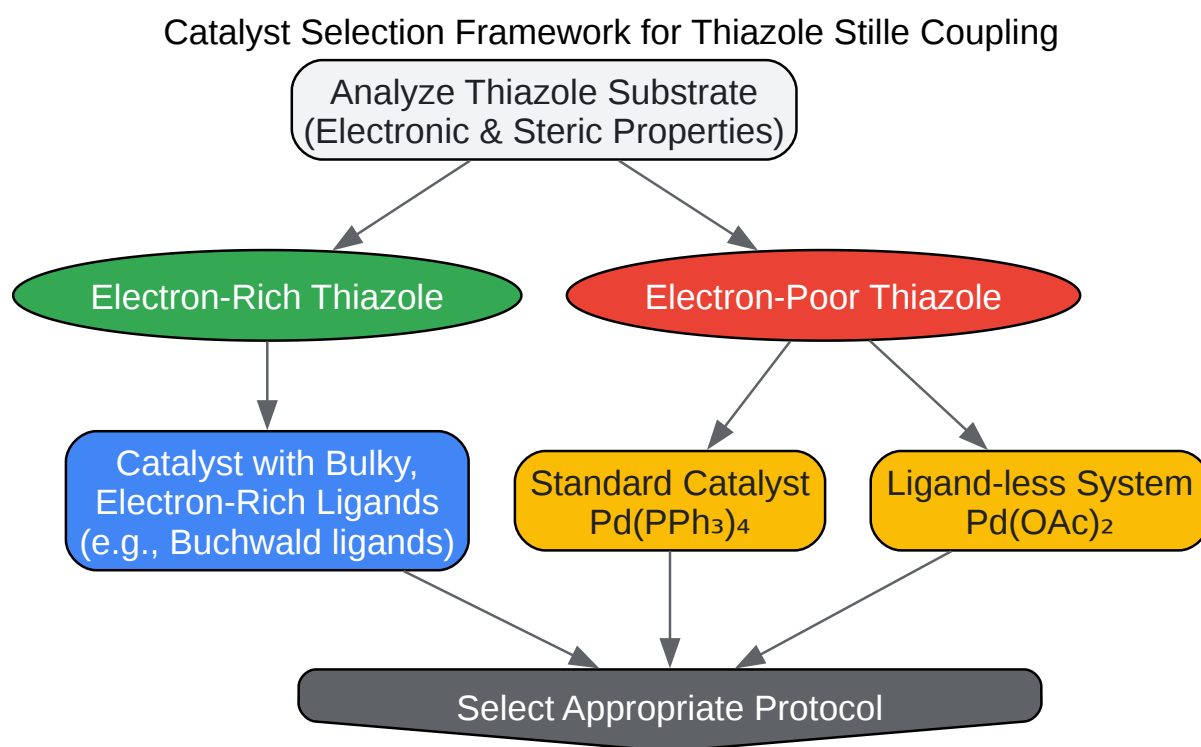 Catalyst Selection Framework for Thiazole Stille Coupling
Analyze Thiazole Substrate
(Electronic & Steric Properties)
Electron-Rich Thiazole
Electron-Poor Thiazole
Catalyst with Bulky,
Electron-Rich Ligands
(e.g., Buchwald ligands)
Standard Catalyst
Pd(PPh₃)₄
Ligand-less System
Pd(OAc)₂
Select Appropriate Protocol